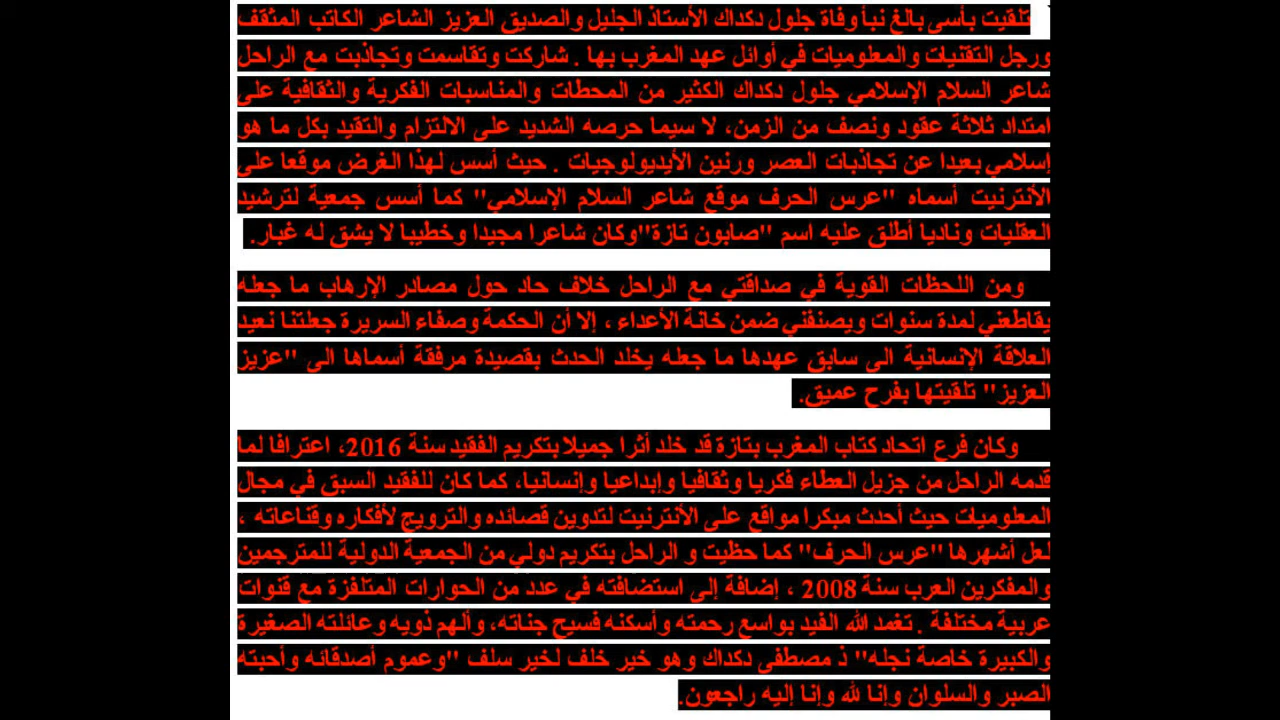 تلقيت بأسى بالغ نبأ وفاة جلول دكداك الأستاذ الجليل والصديق العزيز الشاعر الكاتب المثقف
ورجل التقنيات والمعلوميات في أوائل عهد المغرب بها . شاركت وتقاسمت وتجاذبت مع الراحل
شاعر السلام الإسلامي جلول دكداك الكثير من المحطات والمناسبات الفكرية والثقافية على
امتداد ثلاثة عقود ونصف من الزمن، لا سيما حرصه الشديد على الالتزام والتقيد بكل ما هو
إسلامي بعيدا عن تجاذبات العصر ورنين الأيديولوجيات . حيث أسس لهذا الغرض موقعا على
الأنترنيت أسماه "عرس الحرف موقع شاعر السلام الإسلامي" كما أسس جمعية لترشيد
العقليات وناديا أطلق عليه اسم "صابون تازة"وكان شاعرا مجيدا وخطيبا لا يشق له غبار.
ومن اللحظات القوية في صداقتي مع الراحل خلاف حاد حول مصادر الإرهاب ما جعله
يقاطعني لمدة سنوات ويصنفني ضمن خانة الأعداء ، إلا أن الحكمة وصفاء السريرة جعلتنا نعيد
العلاقة الإنسانية الى سابق عهدها ما جعله يخلد الحدث بقصيدة مرفقة أسماها الى "عزيز
العزيز" تلقيتها بفرح عميق.
وكان فرع اتحاد كتاب المغرب بتازة قد خلد أثرا جميلا بتكريم الفقيد سنة 2016، اعترافا لما
قدمه الراحل من جزيل العطاء فكريا وثقافيا وإبداعيا وإنسانيا، كما كان للفقيد السبق في مجال
المعلوميات حيث أحدث مبكرا مواقع على الأنترنيت لتدوين قصائده والترويج لأفكاره وقناعاته ،
لعل أشهرها "عرس الحرف" كما حظيت و الراحل بتكريم دولي من الجمعية الدولية للمترجمين
والمفكرين العرب سنة 2008 ، إضافة إلى استضافته في عدد من الحوارات المتلفزة مع قنوات
عربية مختلفة . تغمد الله الفيد بواسع رحمته وأسكنه فسيح جناته، وألهم ذويه وعائلته الصغيرة
والكبيرة خاصة نجله" ذ مصطفى دكداك وهو خير خلف لخير سلف "وعموم أصدقائه وأحبته
الصبر والسلوان وإنا لله وإنا إليه راجعون.